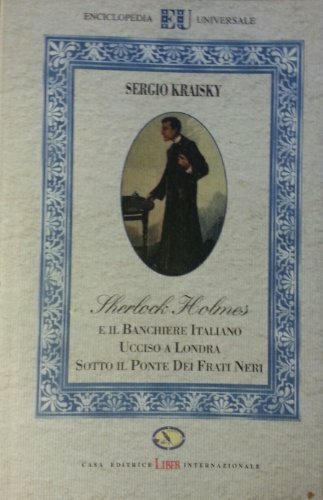 ENCICLOPEDIA EU UNIVERSALE
SERGIO KRAISKY
Sherlock Holmes
E IL BANCHIERE ITALIANO
UCCISO A LONDRA
SOTTO IL PONTE DEI FRATI NERI
CASA EDITRICE LIBER INTERNAZIONALE